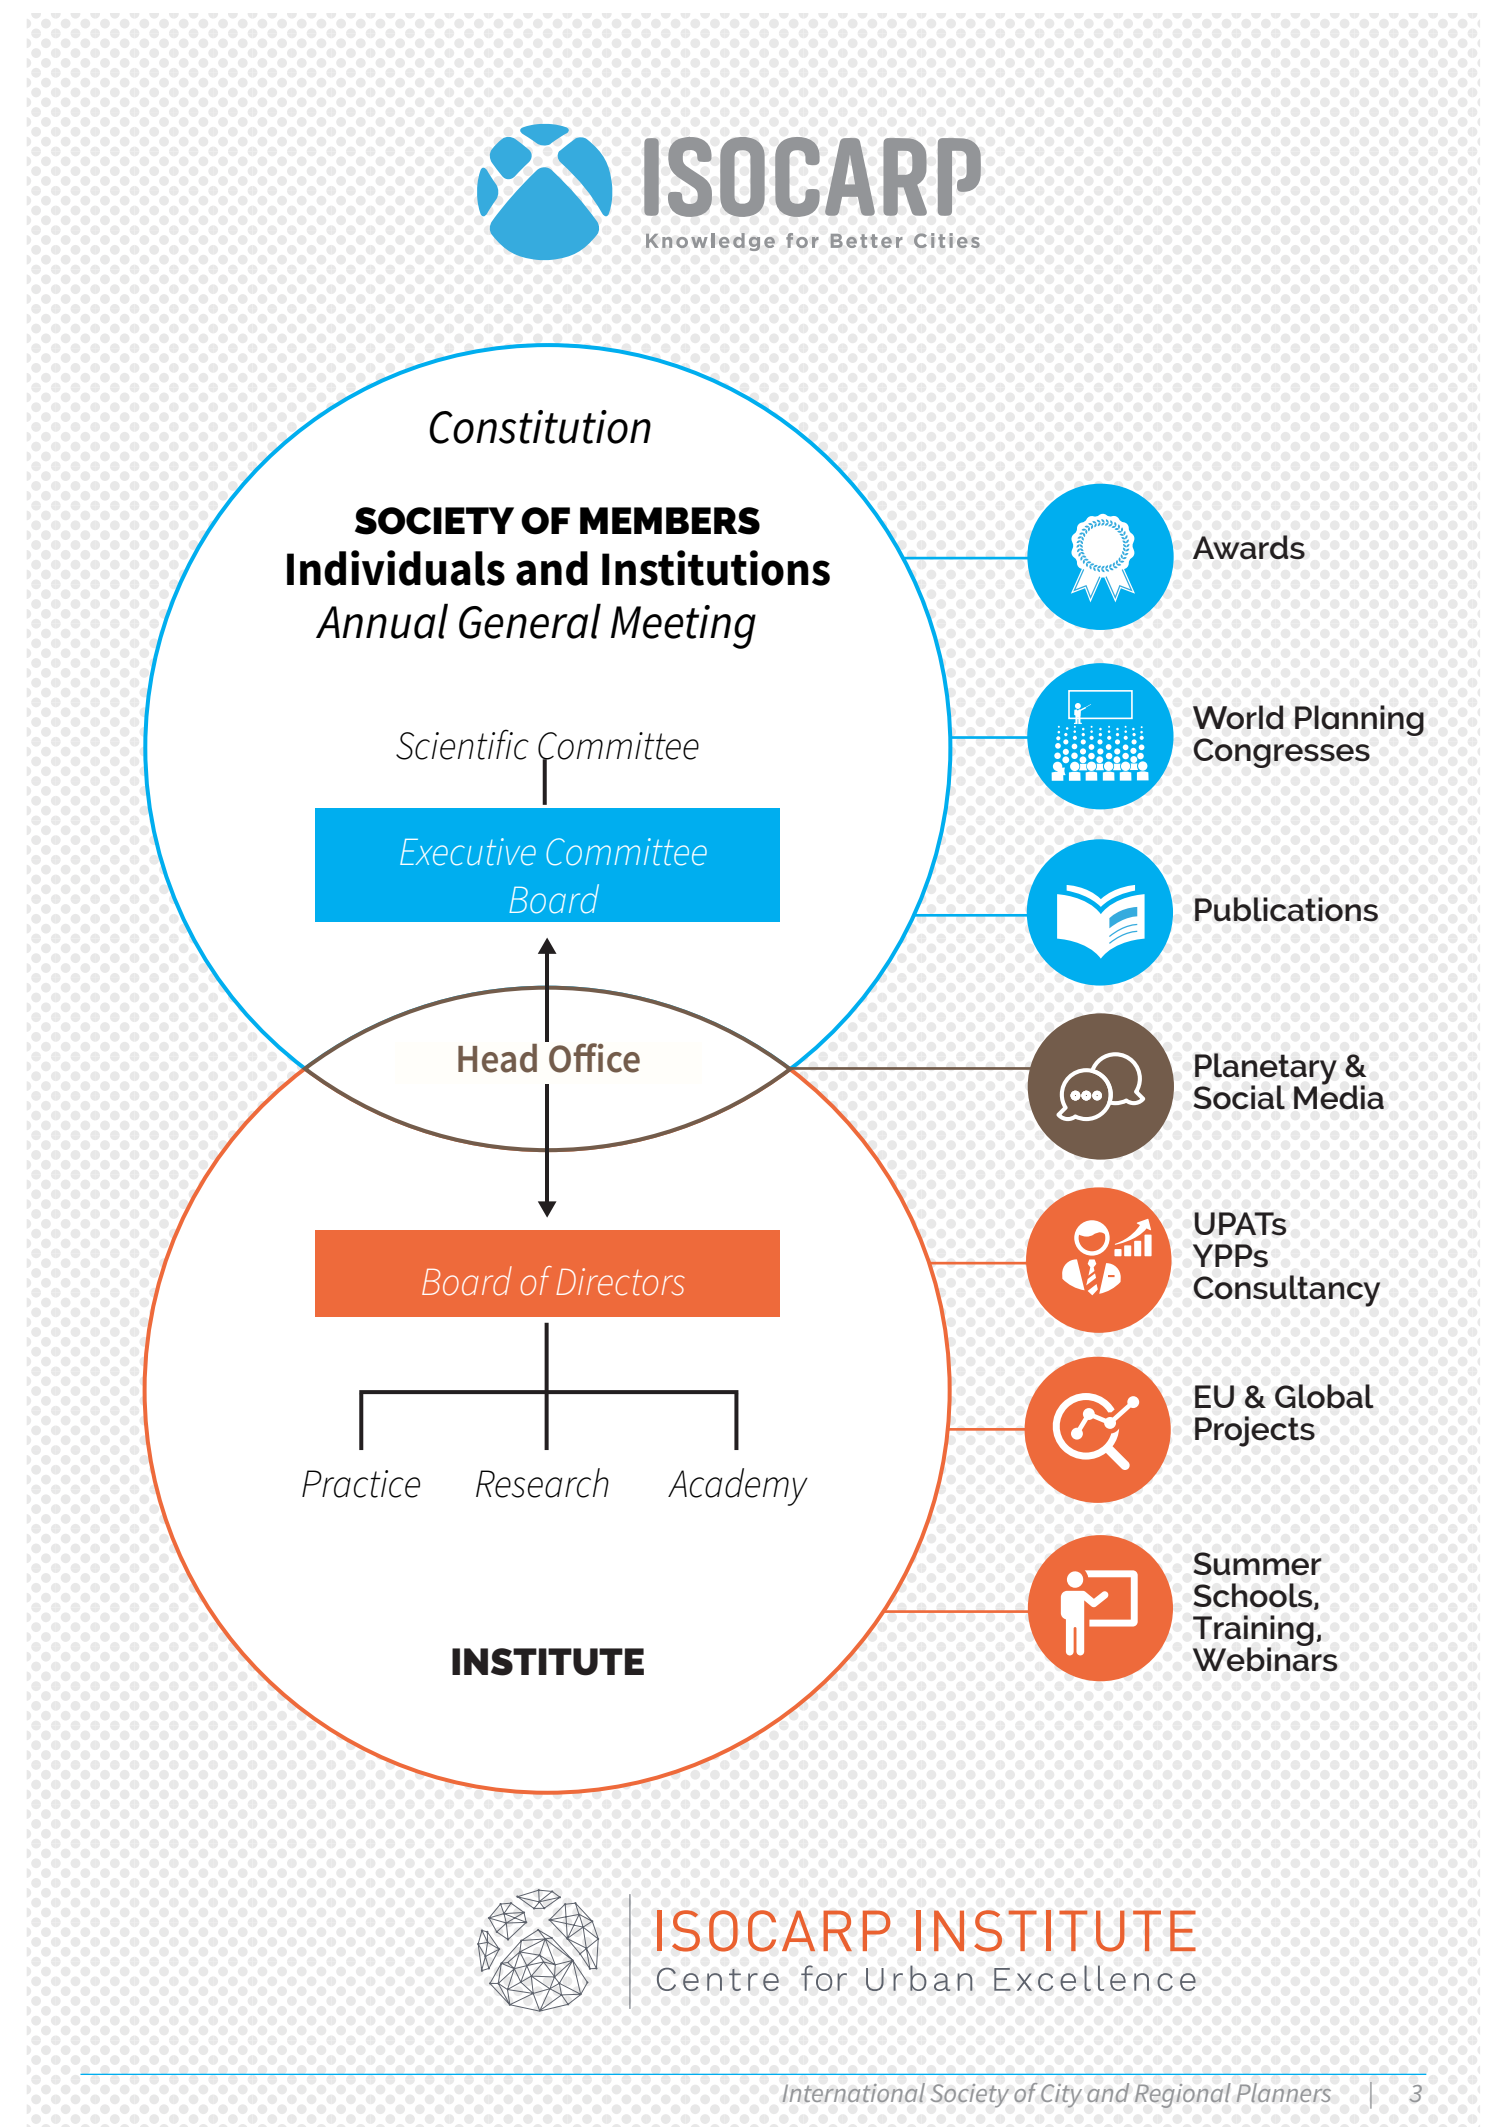 ISOCARP
Knowledge for Better Cities
Constitution
SOCIETY OF MEMBERS
Individuals and Institutions
Annual General Meeting
Scientific Committee
Executive Committee
Board
Head Office
Board of Directors
Practice Research Academy
INSTITUTE
Awards
World Planning
Congresses
Publications
Planetary &
Social Media
UPATs
YPPs
Consultancy
EU & Global
Projects
Summer
Schools,
Training,
Webinars
ISOCARP INSTITUTE
Centre for Urban Excellence
International Society of City and Regional Planners | 3